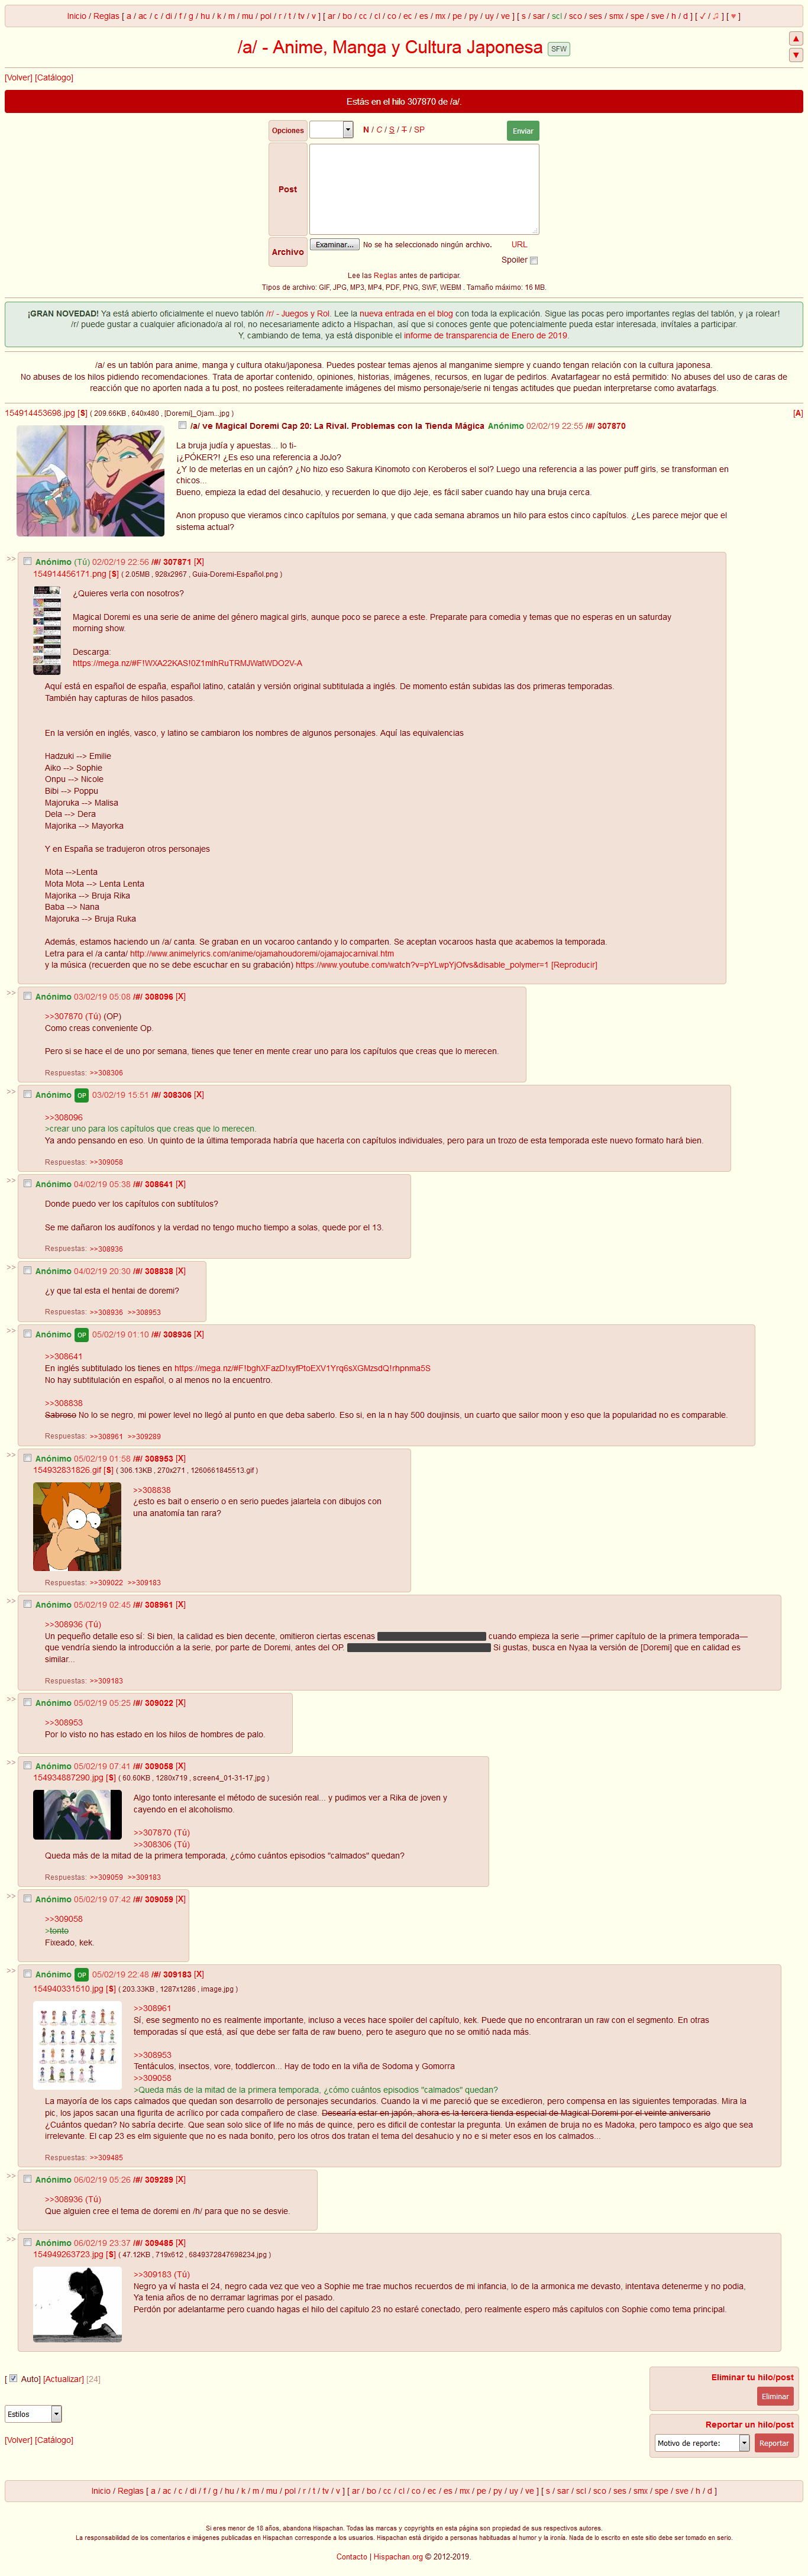 Inicio / Reglas [ a / ac / c / di / f / g / hu / k / m / mu / pol / r / t / tv / v ] [ ar / bo / cc / cl / co / ec / es / mx / pe / py / uy / ve ] [ s / sar / scl / sco / ses / smx / spe / sve / h / d ] [ ✓ / ♫ ] [ ♥ ]
/a/ - Anime, Manga y Cultura Japonesa SFW
▲
▼
[Volver] [Catálogo]
Estás en el hilo 307870 de /a/.
Opciones N / C / S / T / SP Enviar
Post
Archivo Examinar... No se ha seleccionado ningún archivo. URL
Spoiler
Lee las Reglas antes de participar.
Tipos de archivo: GIF, JPG, MP3, MP4, PDF, PNG, SWF, WEBM . Tamaño máximo: 16 MB.
¡GRAN NOVEDAD! Ya está abierto oficialmente el nuevo tablón /r/ - Juegos y Rol. Lee la nueva entrada en el blog con toda la explicación. Sigue las pocas pero importantes reglas del tablón, y ¡a rolear!
/r/ puede gustar a cualquier aficionado/a al rol, no necesariamente adicto a Hispachan, así que si conoces gente que potencialmente pueda estar interesada, invítales a participar.
Y, cambiando de tema, ya está disponible el informe de transparencia de Enero de 2019.
/a/ es un tablón para anime, manga y cultura otaku/japonesa. Puedes postear temas ajenos al manganime siempre y cuando tengan relación con la cultura japonesa.
No abuses de los hilos pidiendo recomendaciones. Trata de aportar contenido, opiniones, historias, imágenes, recursos, en lugar de pedirlos. Avatarfagear no está permitido: No abuses del uso de caras de
reacción que no aporten nada a tu post, no postees reiteradamente imágenes del mismo personaje/serie ni tengas actitudes que puedan interpretarse como avatarfags.
154914453698.jpg [S] ( 209.66KB , 640x480 , [Doremi]_Ojam...jpg ) [A]
/a/ ve Magical Doremi Cap 20: La Rival. Problemas con la Tienda Mágica Anónimo 02/02/19 22:55 /#/ 307870
La bruja judía y apuestas... lo ti-
¡¿PÓKER?! ¿Es eso una referencia a JoJo?
¿Y lo de meterlas en un cajón? ¿No hizo eso Sakura Kinomoto con Keroberos el sol? Luego una referencia a las power puff girls, se transforman en
chicos...
Bueno, empieza la edad del desahucio, y recuerden lo que dijo Jeje, es fácil saber cuando hay una bruja cerca.
Anon propuso que vieramos cinco capítulos por semana, y que cada semana abramos un hilo para estos cinco capítulos. ¿Les parece mejor que el
sistema actual?
>> Anónimo (Tú) 02/02/19 22:56 /#/ 307871 [X]
154914456171.png [S] ( 2.05MB , 928x2967 , Guia-Doremi-Español.png )
¿Quieres verla con nosotros?
Magical Doremi es una serie de anime del género magical girls, aunque poco se parece a este. Preparate para comedia y temas que no esperas en un saturday
morning show.
Descarga:
https://mega.nz/#F!WXA22KAS!0Z1mlhRuTRMJWatWDO2V-A
Aquí está en español de españa, español latino, catalán y versión original subtitulada a inglés. De momento están subidas las dos primeras temporadas.
También hay capturas de hilos pasados.
En la versión en inglés, vasco, y latino se cambiaron los nombres de algunos personajes. Aquí las equivalencias
Hadzuki --> Emilie
Aiko --> Sophie
Onpu --> Nicole
Bibi --> Poppu
Majoruka --> Malisa
Dela --> Dera
Majorika --> Mayorka
Y en España se tradujeron otros personajes
Mota -->Lenta
Mota Mota --> Lenta Lenta
Majorika --> Bruja Rika
Baba --> Nana
Majoruka --> Bruja Ruka
Además, estamos haciendo un /a/ canta. Se graban en un vocaroo cantando y lo comparten. Se aceptan vocaroos hasta que acabemos la temporada.
Letra para el /a canta/ http://www.animelyrics.com/anime/ojamahoudoremi/ojamajocarnival.htm
y la música (recuerden que no se debe escuchar en su grabación) https://www.youtube.com/watch?v=pYLwpYjOfvs&disable_polymer=1 [Reproducir]
>> Anónimo 03/02/19 05:08 /#/ 308096 [X]
>>307870 (Tú) (OP)
Como creas conveniente Op.
Pero si se hace el de uno por semana, tienes que tener en mente crear uno para los capítulos que creas que lo merecen.
Respuestas: >>308306
>> Anónimo OP 03/02/19 15:51 /#/ 308306 [X]
>>308096
>crear uno para los capítulos que creas que lo merecen.
Ya ando pensando en eso. Un quinto de la última temporada habría que hacerla con capítulos individuales, pero para un trozo de esta temporada este nuevo formato hará bien.
Respuestas: >>309058
>> Anónimo 04/02/19 05:38 /#/ 308641 [X]
Donde puedo ver los capítulos con subtítulos?
Se me dañaron los audífonos y la verdad no tengo mucho tiempo a solas, quede por el 13.
Respuestas: >>308936
>> Anónimo 04/02/19 20:30 /#/ 308838 [X]
¿y que tal esta el hentai de doremi?
Respuestas: >>308936 >>308953
>> Anónimo OP 05/02/19 01:10 /#/ 308936 [X]
>>308641
En inglés subtitulado los tienes en https://mega.nz/#F!bghXFazD!xyfPtoEXV1Yrq6sXGMzsdQ!rhpnma5S
No hay subtitulación en español, o al menos no la encuentro.
>>308838
Sabroso No lo se negro, mi power level no llegó al punto en que deba saberlo. Eso si, en la n hay 500 doujinsis, un cuarto que sailor moon y eso que la popularidad no es comparable.
Respuestas: >>308961 >>309289
>> Anónimo 05/02/19 01:58 /#/ 308953 [X]
154932831826.gif [S] ( 306.13KB , 270x271 , 1260661845513.gif )
>>308838
¿esto es bait o enserio o en serio puedes jalartela con dibujos con
una anatomía tan rara?
Respuestas: >>309022 >>309183
>> Anónimo 05/02/19 02:45 /#/ 308961 [X]
>>308936 (Tú)
Un pequeño detalle eso sí: Si bien, la calidad es bien decente, omitieron ciertas escenas cuando empieza la serie —primer capítulo de la primera temporada—
que vendría siendo la introducción a la serie, por parte de Doremi, antes del OP. Si gustas, busca en Nyaa la versión de [Doremi] que en calidad es
similar...
Respuestas: >>309183
>> Anónimo 05/02/19 05:25 /#/ 309022 [X]
>>308953
Por lo visto no has estado en los hilos de hombres de palo.
>> Anónimo 05/02/19 07:41 /#/ 309058 [X]
154934887290.jpg [S] ( 60.60KB , 1280x719 , screen4_01-31-17.jpg )
Algo tonto interesante el método de sucesión real... y pudimos ver a Rika de joven y
cayendo en el alcoholismo.
>>307870 (Tú)
>>308306 (Tú)
Queda más de la mitad de la primera temporada, ¿cómo cuántos episodios "calmados" quedan?
Respuestas: >>309059 >>309183
>> Anónimo 05/02/19 07:42 /#/ 309059 [X]
>>309058
>tonto
Fixeado, kek.
>> Anónimo OP 05/02/19 22:48 /#/ 309183 [X]
154940331510.jpg [S] ( 203.33KB , 1287x1286 , image.jpg )
>>308961
Sí, ese segmento no es realmente importante, incluso a veces hace spoiler del capítulo, kek. Puede que no encontraran un raw con el segmento. En otras
temporadas sí que está, así que debe ser falta de raw bueno, pero te aseguro que no se omitió nada más.
>>308953
Tentáculos, insectos, vore, toddlercon... Hay de todo en la viña de Sodoma y Gomorra
>>309058
>Queda más de la mitad de la primera temporada, ¿cómo cuántos episodios "calmados" quedan?
La mayoría de los caps calmados que quedan son desarrollo de personajes secundarios. Cuando la vi me pareció que se excedieron, pero compensa en las siguientes temporadas. Mira la
pic, los japos sacan una figurita de acrílico por cada compañero de clase. Desearía estar en japón, ahora es la tercera tienda especial de Magical Doremi por el veinte aniversario
¿Cuántos quedan? No sabría decirte. Que sean solo slice of life no más de quince, pero es dificil de contestar la pregunta. Un exámen de bruja no es Madoka, pero tampoco es algo que sea
irrelevante. El cap 23 es elm siguiente que no es nada bonito, pero los otros dos tratan el tema del desahucio y no e si meter esos en los calmados...
Respuestas: >>309485
>> Anónimo 06/02/19 05:26 /#/ 309289 [X]
>>308936 (Tú)
Que alguien cree el tema de doremi en /h/ para que no se desvie.
>> Anónimo 06/02/19 23:37 /#/ 309485 [X]
154949263723.jpg [S] ( 47.12KB , 719x612 , 6849372847698234.jpg )
>>309183 (Tú)
Negro ya ví hasta el 24, negro cada vez que veo a Sophie me trae muchos recuerdos de mi infancia, lo de la armonica me devasto, intentava detenerme y no podia,
Ya tenia años de no derramar lagrimas por el pasado.
Perdón por adelantarme pero cuando hagas el hilo del capitulo 23 no estaré conectado, pero realmente espero más capitulos con Sophie como tema principal.
[ Auto] [Actualizar] [24]
Eliminar tu hilo/post
Eliminar
Estilos
Reportar un hilo/post
Motivo de reporte: Reportar
[Volver] [Catálogo]
Inicio / Reglas [ a / ac / c / di / f / g / hu / k / m / mu / pol / r / t / tv / v ] [ ar / bo / cc / cl / co / ec / es / mx / pe / py / uy / ve ] [ s / sar / scl / sco / ses / smx / spe / sve / h / d ]
Si eres menor de 18 años, abandona Hispachan. Todas las marcas y copyrights en esta página son propiedad de sus respectivos autores.
La responsabilidad de los comentarios e imágenes publicadas en Hispachan corresponde a los usuarios. Hispachan está dirigido a personas habituadas al humor y la ironía. Nada de lo escrito en este sitio debe ser tomado en serio.
Contacto | Hispachan.org © 2012-2019.